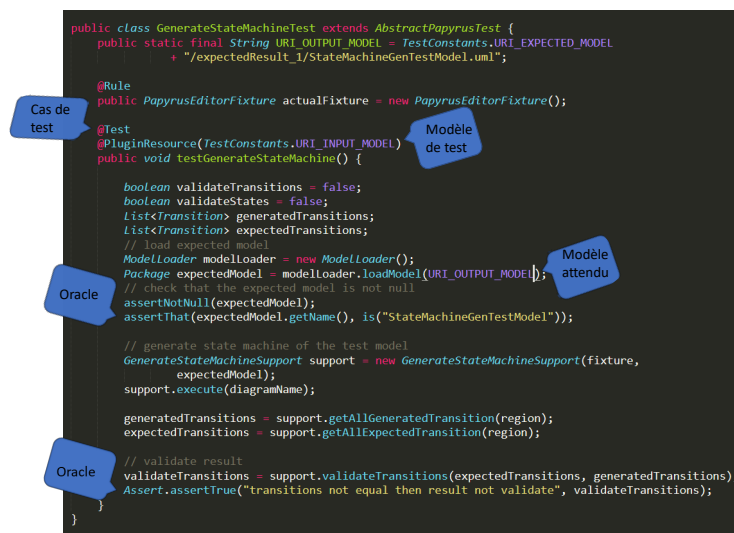 public class GenerateStateMachineTest extends AbstractPapyrusTest {
public static final String URI_OUTPUT_MODEL = TestConstants.URI_EXPECTED_MODEL
+ "/expectedResult_1/StateMachineGenTestModel.uml";
@Rule
public PapyrusEditorFixture actualFixture = new PapyrusEditorFixture();
Cas de
test
@Test
@PluginResource(TestConstants.URI_INPUT_MODEL)
public void testGenerateStateMachine() {
Modèle
de test
boolean validateTransitions = false;
boolean validateStates = false;
List<Transition> generatedTransitions;
List<Transition> expectedTransitions;
// load expected model
ModelLoader modelLoader = new ModelLoader();
Package expectedModel = modelLoader.loadModel(URI_OUTPUT_MODEL);
Modèle
attendu
// check that the expected model is not null
Oracle
assertNotNull(expectedModel);
assertThat(expectedModel.getName(), is("StateMachineGenTestModel"));
// generate state machine of the test model
GenerateStateMachineSupport support = new GenerateStateMachineSupport(fixture,
expectedModel);
support.execute(diagramName);
generatedTransitions = support.getAllGeneratedTransition(region);
expectedTransitions = support.getAllExpectedTransition(region);
// validate result
Oracle
validateTransitions = support.validateTransitions(expectedTransitions, generatedTransitions)
Assert.assertTrue("transitions not equal then result not validate", validateTransitions);
}
}